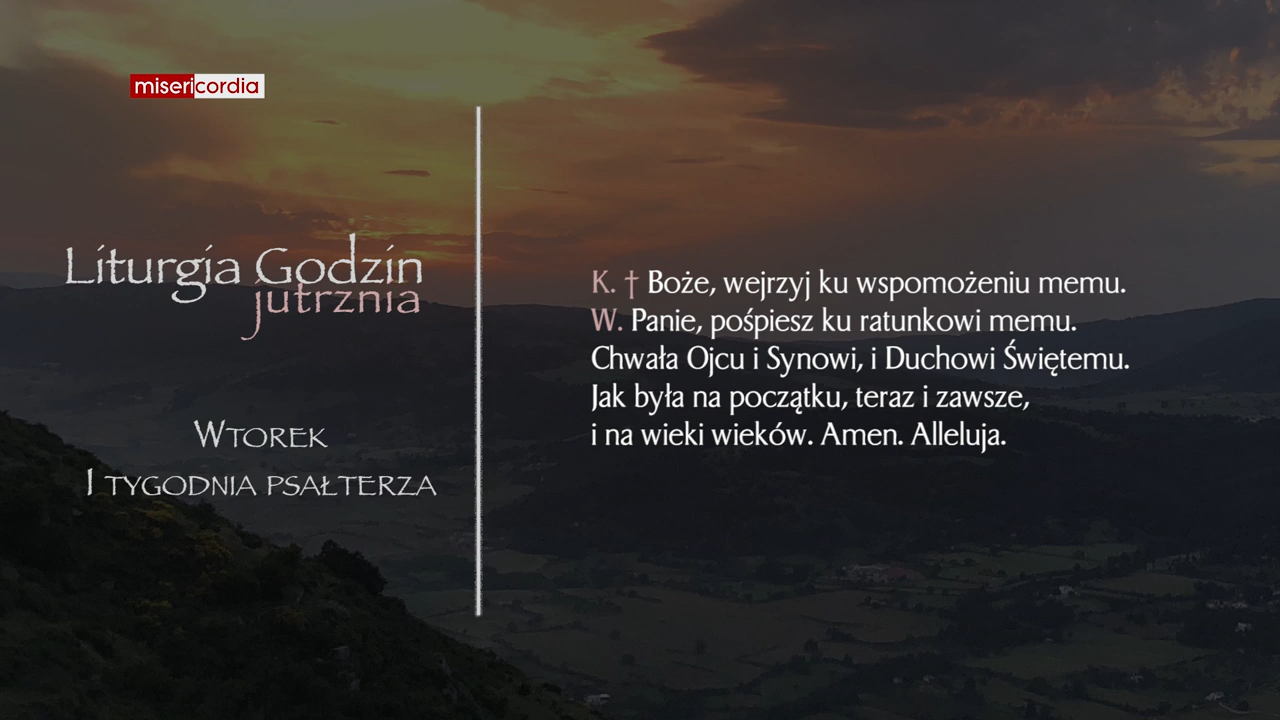 misericordia
Liturgia Godzin
jutrznia
Wtorek
I tygodnia psałterza
K. † Boże, wejrzyj ku wspomożeniu memu.
W. Panie, pośpiesz ku ratunkowi memu.
Chwała Ojcu i Synowi, i Duchowi Świętemu.
Jak była na początku, teraz i zawsze,
i na wieki wieków. Amen. Alleluja.